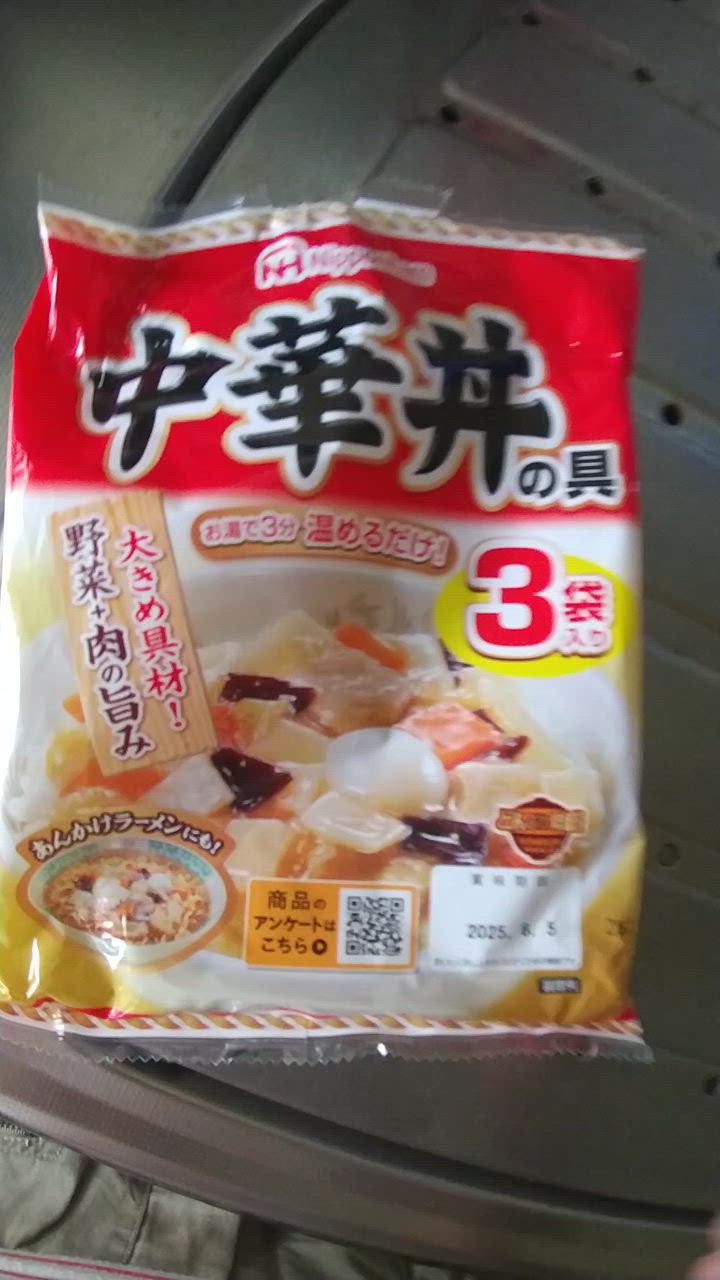 NH NipponHam
中華丼の具
お湯で3分 温めるだけ!
大きめ具材!
野菜+肉の旨み
3袋入り
あんかけラーメンにも!
商品の
アンケートは
こちら
賞味期限
2025. 8. 5